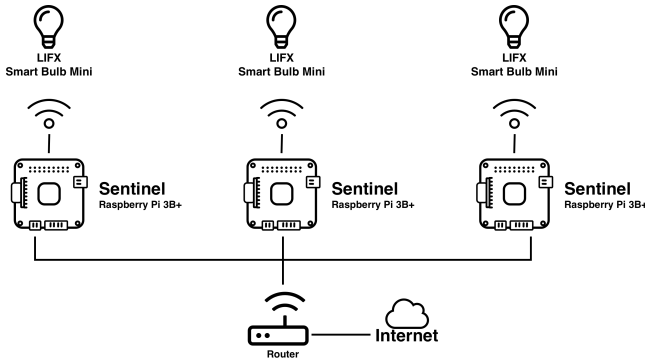 LIFX
Smart Bulb Mini
LIFX
Smart Bulb Mini
LIFX
Smart Bulb Mini
Sentinel
Raspberry Pi 3B+
Sentinel
Raspberry Pi 3B+
Sentinel
Raspberry Pi 3B+
Internet
Router